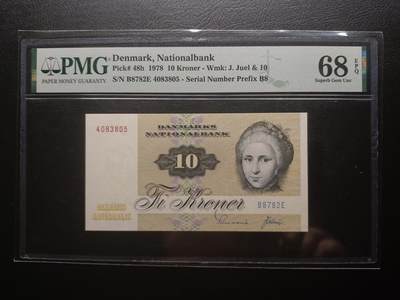 PMG
PAPER MONEY GUARANTY
Denmark, Nationalbank
Pick# 48h 1978 10 Kroner - Wmk: J. Juel & 10
S/N B8782E 4083805 - Serial Number Prefix B8
68 EPQ
Superb Gem Unc
4083805
DANMARKS
NATIONALBANK
10
Ti Kroner
B8782E